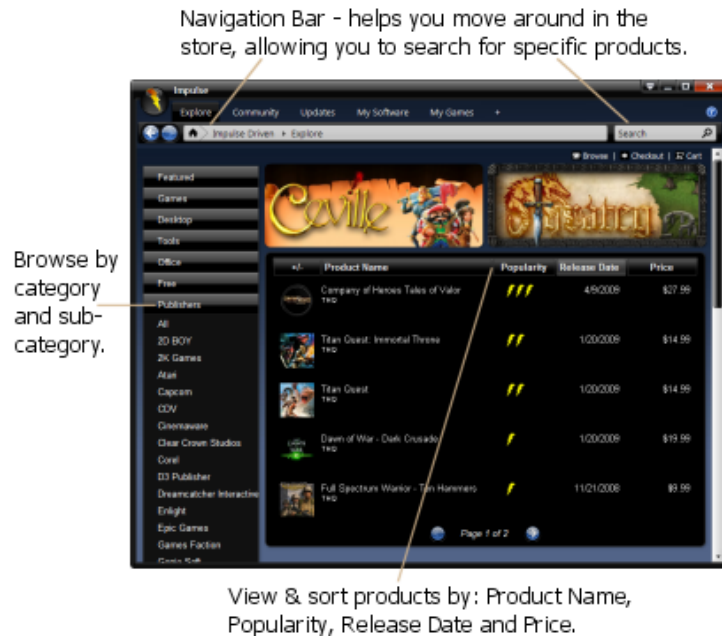 Navigation Bar - helps you move around in the
store, allowing you to search for specific products.
Impulse
Explore Community Updates My Software My Games +
Impulse Driven Explore Search
Browse | Checkout | Cart
Featured
Games
Desktop
Tools
Office
Free
Publishers
All
2D BOY
2K Games
Atari
Capcom
CDV
Cinemaware
Clear Crown Studios
Corel
D3 Publisher
Dreamcatcher Interactive
Enlight
Epic Games
Games Faction
Ceville
+/- Product Name Popularity Release Date Price
Company of Heroes Tales of Valor 4/9/2009 $27.99
THQ
Titan Quest: Immortal Throne 1/20/2009 $14.99
THQ
Titan Quest 1/20/2009 $14.99
THQ
Dawn of War - Dark Crusade 1/20/2009 $19.99
THQ
Full Spectrum Warrior - Ten Hammers 11/21/2008 $9.99
THQ
Page 1 of 2
Browse by
category
and sub-
category.
View & sort products by: Product Name,
Popularity, Release Date and Price.